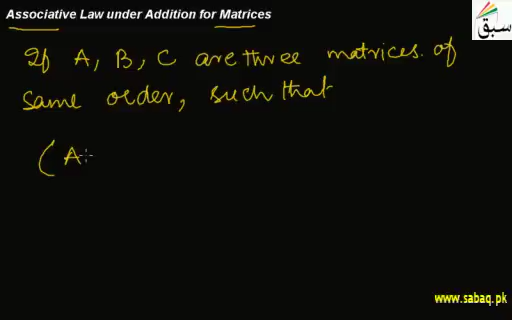 Associative Law under Addition for Matrices
سبق
If A, B, C are three matrices of
same order, such that
(A
www.sabaq.pk